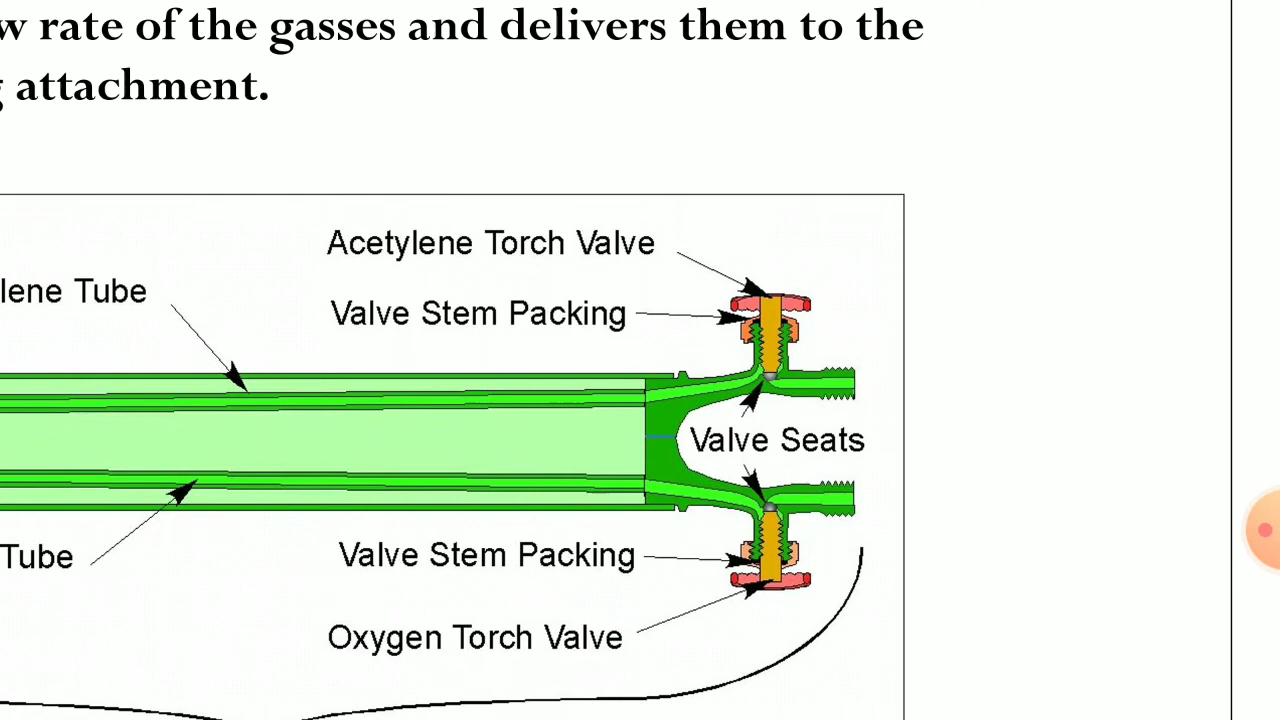 w rate of the gasses and delivers them to the
g attachment.
Acetylene Torch Valve
lene Tube
Valve Stem Packing
Valve Seats
Tube
Valve Stem Packing
Oxygen Torch Valve